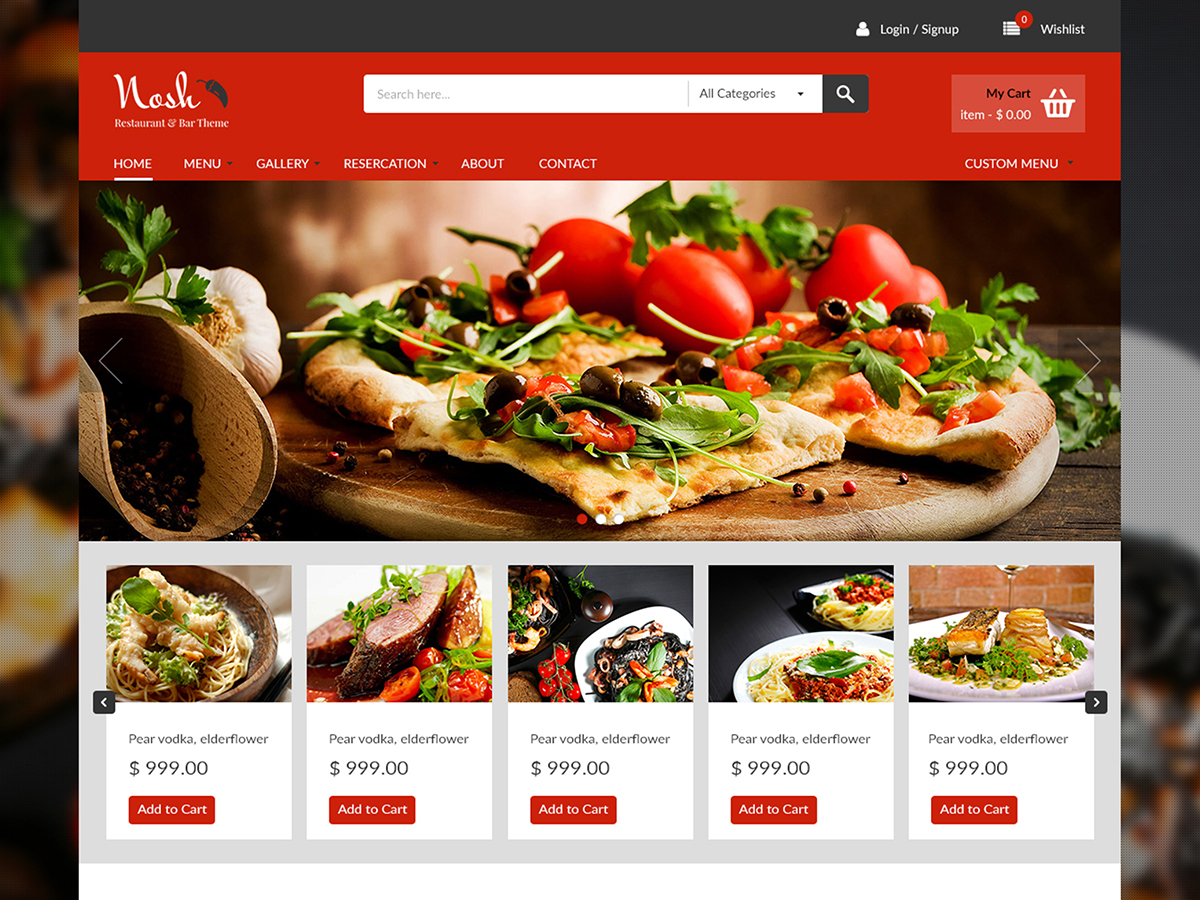 Login / Signup
0
Wishlist
Nosh
Restaurant & Bar Theme
Search here...
All Categories
My Cart
item - $ 0.00
HOME
MENU
GALLERY
RESERCATION
ABOUT
CONTACT
CUSTOM MENU
Pear vodka, elderflower
$ 999.00
Add to Cart
Pear vodka, elderflower
$ 999.00
Add to Cart
Pear vodka, elderflower
$ 999.00
Add to Cart
Pear vodka, elderflower
$ 999.00
Add to Cart
Pear vodka, elderflower
$ 999.00
Add to Cart